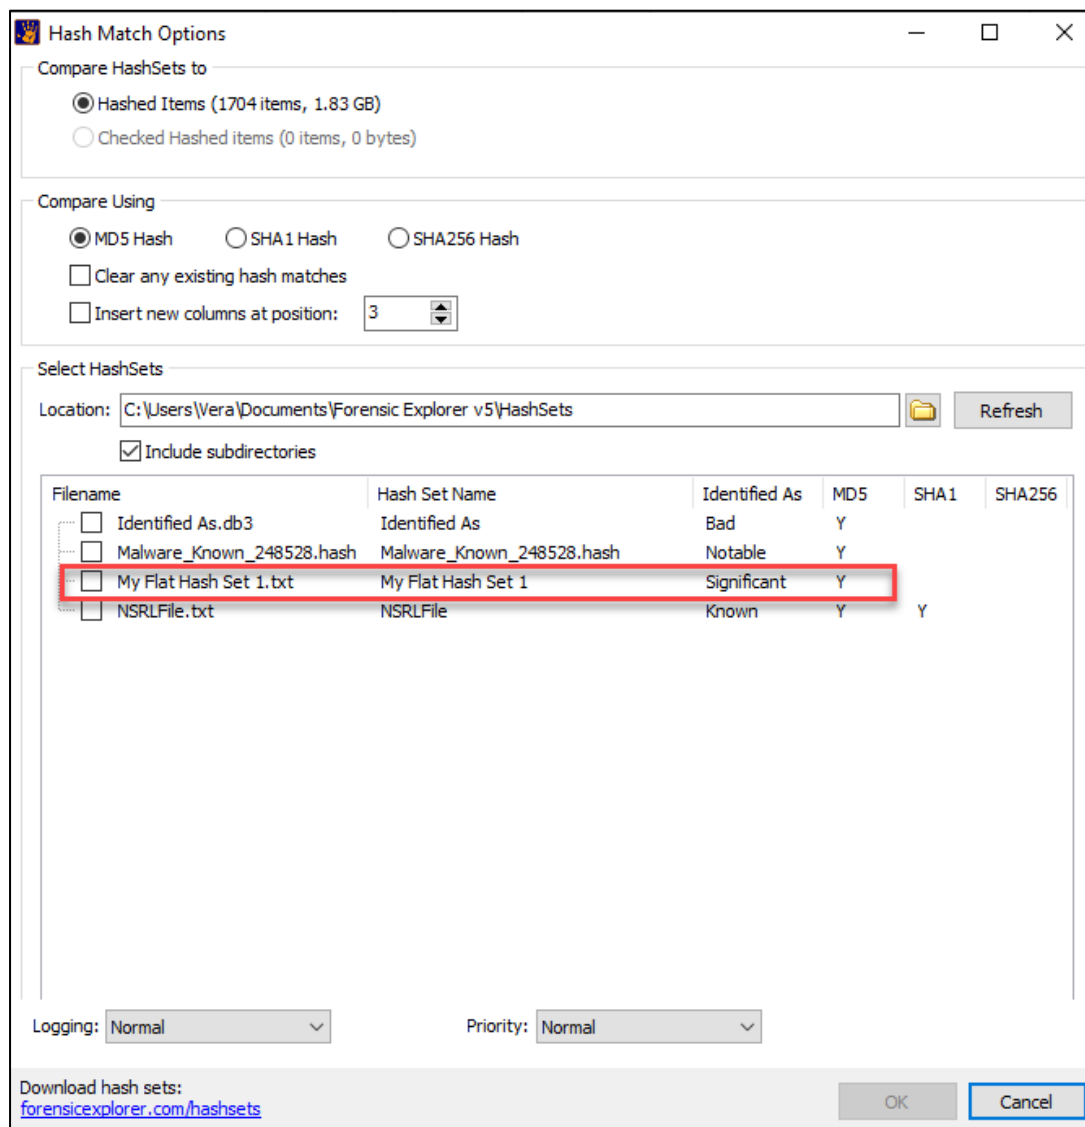 Hash Match Options
Compare HashSets to
Hashed Items (1704 items, 1.83 GB)
Checked Hashed items (0 items, 0 bytes)
Compare Using
MD5 Hash SHA1 Hash SHA256 Hash
Clear any existing hash matches
Insert new columns at position: 3
Select HashSets
Location: C:\Users\Vera\Documents\Forensic Explorer v5\HashSets Refresh
Include subdirectories
Filename Hash Set Name Identified As MD5 SHA1 SHA256
Identified As.db3 Identified As Bad Y
Malware_Known_248528.hash Malware_Known_248528.hash Notable Y
My Flat Hash Set 1.txt My Flat Hash Set 1 Significant Y
NSRLFile.txt NSRLFile Known Y Y
Logging: Normal Priority: Normal
Download hash sets:
forensicexplorer.com/hashsets
OK Cancel